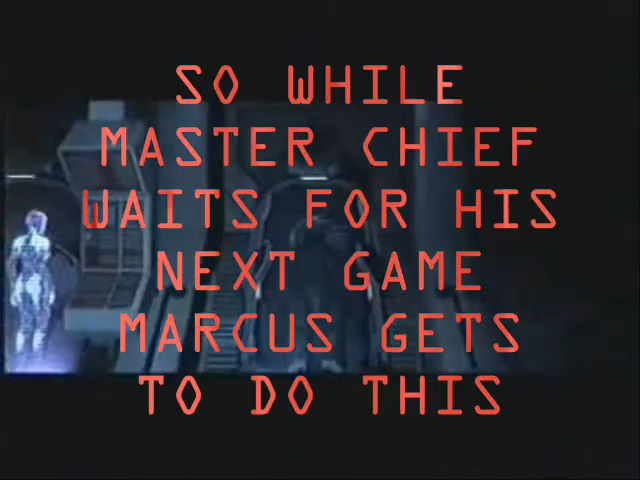 SO WHILE
MASTER CHIEF
WAITS FOR HIS
NEXT GAME
MARCUS GETS
TO DO THIS